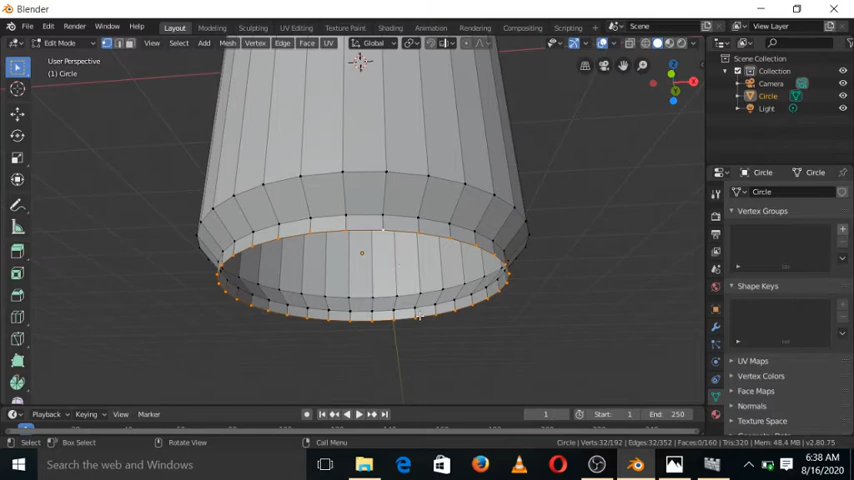 Blender
File Edit Render Window Help Layout Modeling Sculpting UV Editing Texture Paint Shading Animation Rendering Compositing Scripting Scene View Layer
Edit Mode View Select Add Mesh Vertex Edge Face UV Global
User Perspective
(1) Circle
Z
X
Y
Scene Collection
Collection
Camera
Circle
Light
Circle Circle
Circle
Vertex Groups
Shape Keys
UV Maps
Vertex Colors
Face Maps
Normals
Texture Space
Playback Keying View Marker 1 Start: 1 End: 250
Select Box Select Rotate View Call Menu Circle | Verts:32/192 | Edges:32/352 | Faces:0/160 | Tris:320 | Mem: 48.4 MB | v2.80.75
Search the web and Windows
6:38 AM
8/16/2020